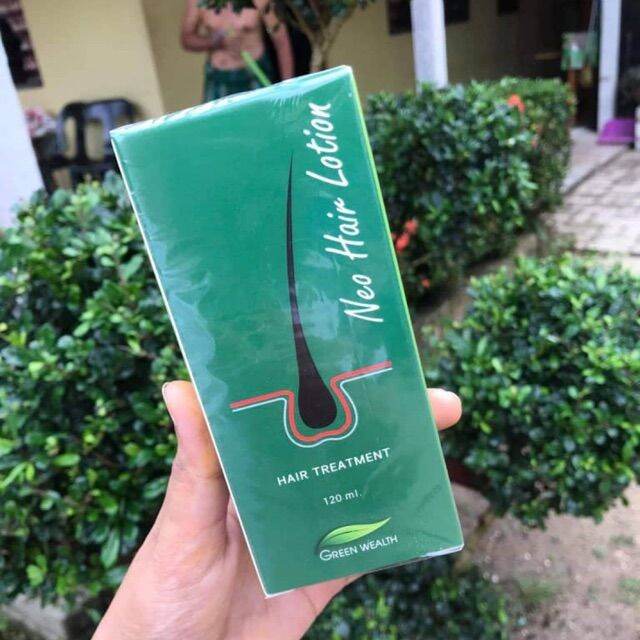 Neo Hair Lotion
HAIR TREATMENT
120 ml.
GREEN WEALTH